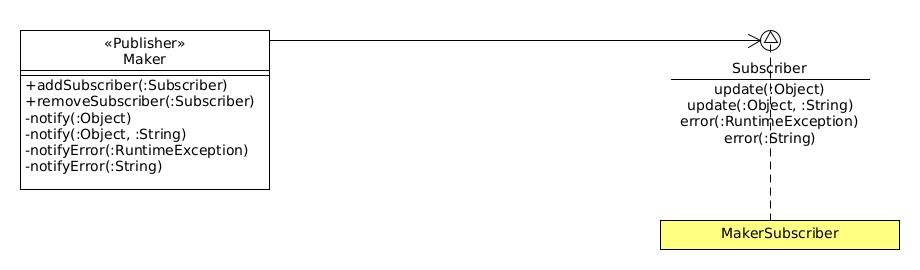 «Publisher»
Maker
+addSubscriber(:Subscriber)
+removeSubscriber(:Subscriber)
-notify(:Object)
-notify(:Object, :String)
-notifyError(:RuntimeException)
-notifyError(:String)
Subscriber
update(:Object)
update(:Object, :String)
error(:RuntimeException)
error(:String)
MakerSubscriber